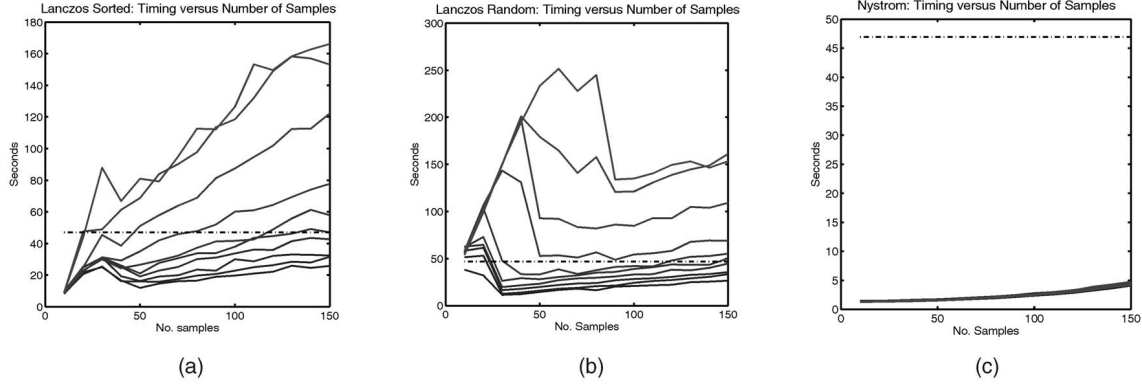 Lanczos Sorted: Timing versus Number of Samples
180
160
140
120
100
80
60
40
20
0
Seconds
0 50 100 150
No. samples
(a)
Lanczos Random: Timing versus Number of Samples
300
250
200
150
100
50
0
Seconds
0 50 100 150
No. Samples
(b)
Nystrom: Timing versus Number of Samples
50
45
40
35
30
25
20
15
10
5
0
Seconds
0 50 100 150
No. Samples
(c)